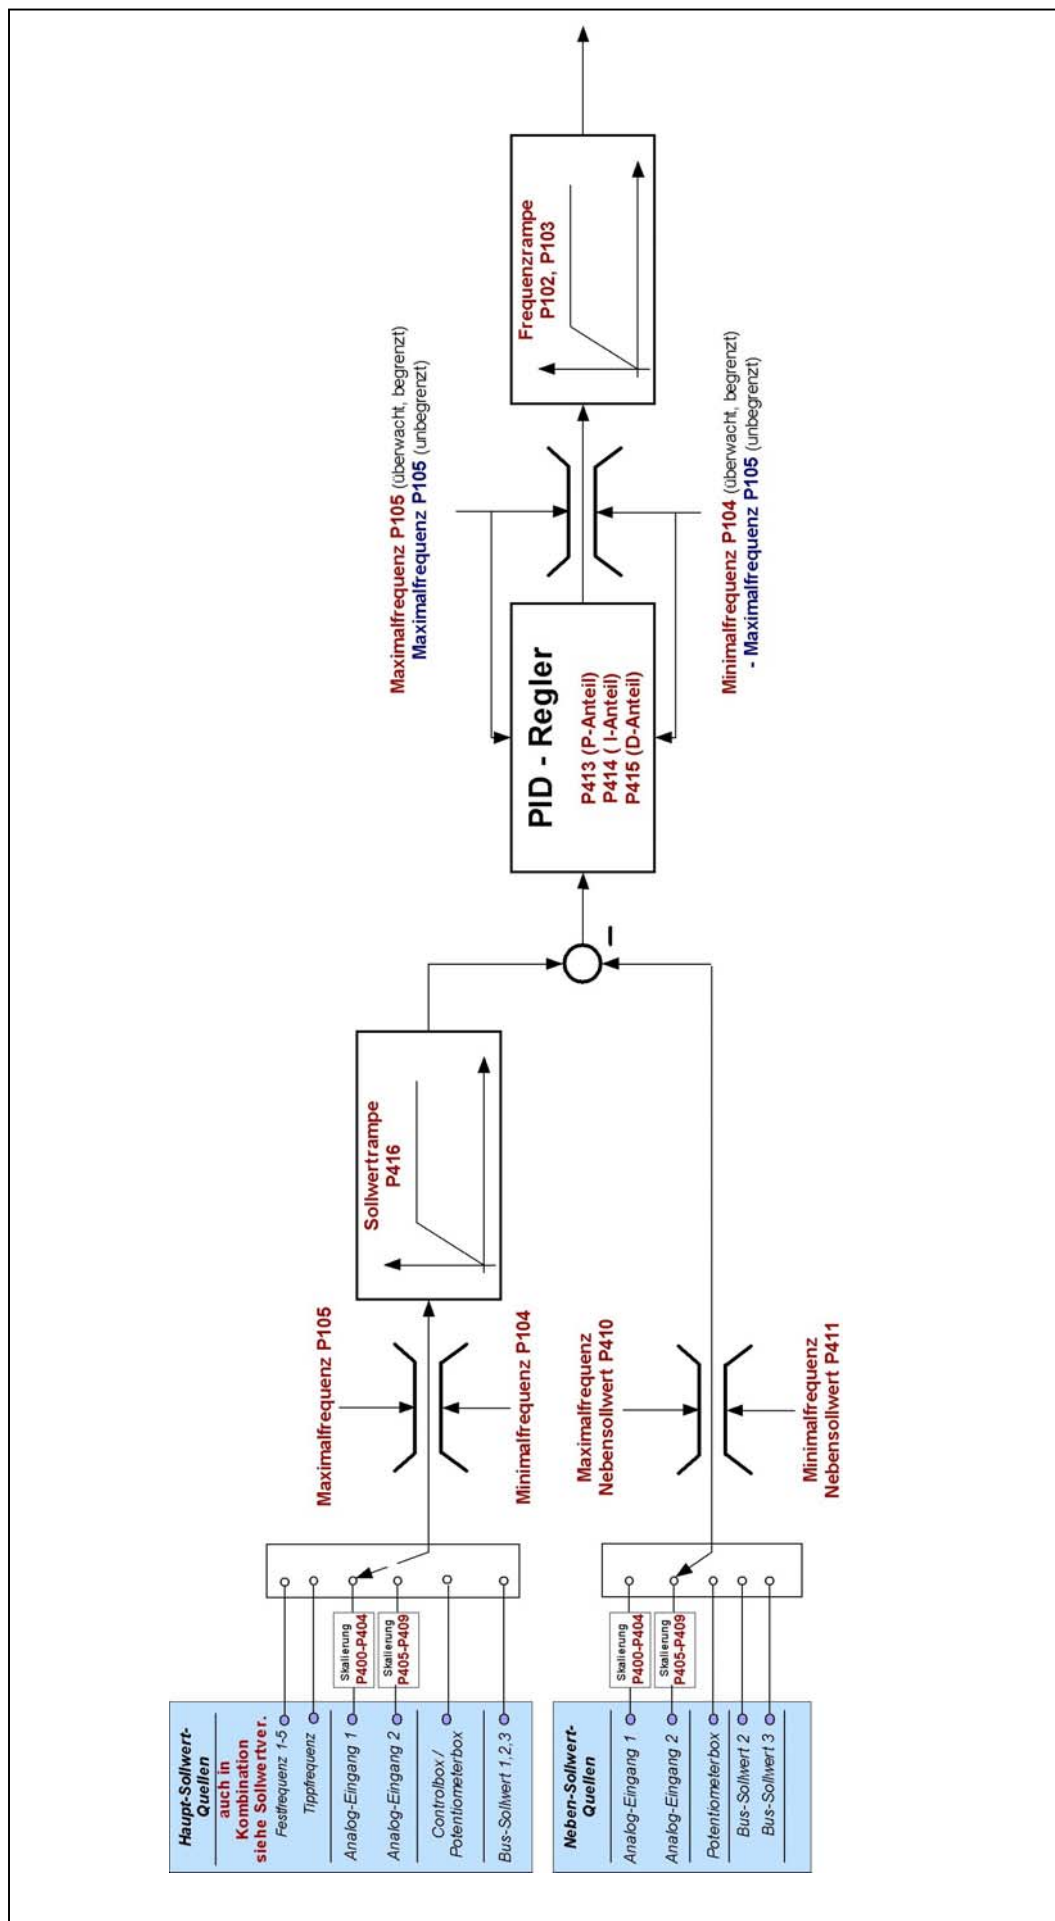 Haupt-Sollwert-
Quellen
auch in
Kombination
siehe Sollwertver.
Festfrequenz 1-5
Tippfrequenz
Analog-Eingang 1
Analog-Eingang 2
Controlbox /
Potentiometerbox
Bus-Sollwert 1,2,3
Skalierung
P400-P404
Skalierung
P405-P409
Maximalfrequenz P105
Minimalfrequenz P104
Sollwertrampe
P416
Neben-Sollwert-
Quellen
Analog-Eingang 1
Analog-Eingang 2
Potentiometerbox
Bus-Sollwert 2
Bus-Sollwert 3
Skalierung
P400-P404
Skalierung
P405-P409
Maximalfrequenz
Nebensollwert P410
Minimalfrequenz
Nebensollwert P411
–
PID - Regler
P413 (P-Anteil)
P414 ( I-Anteil)
P415 (D-Anteil)
Maximalfrequenz P105 (überwacht, begrenzt)
Maximalfrequenz P105 (unbegrenzt)
Minimalfrequenz P104 (überwacht, begrenzt)
- Maximalfrequenz P105 (unbegrenzt)
Frequenzrampe
P102, P103